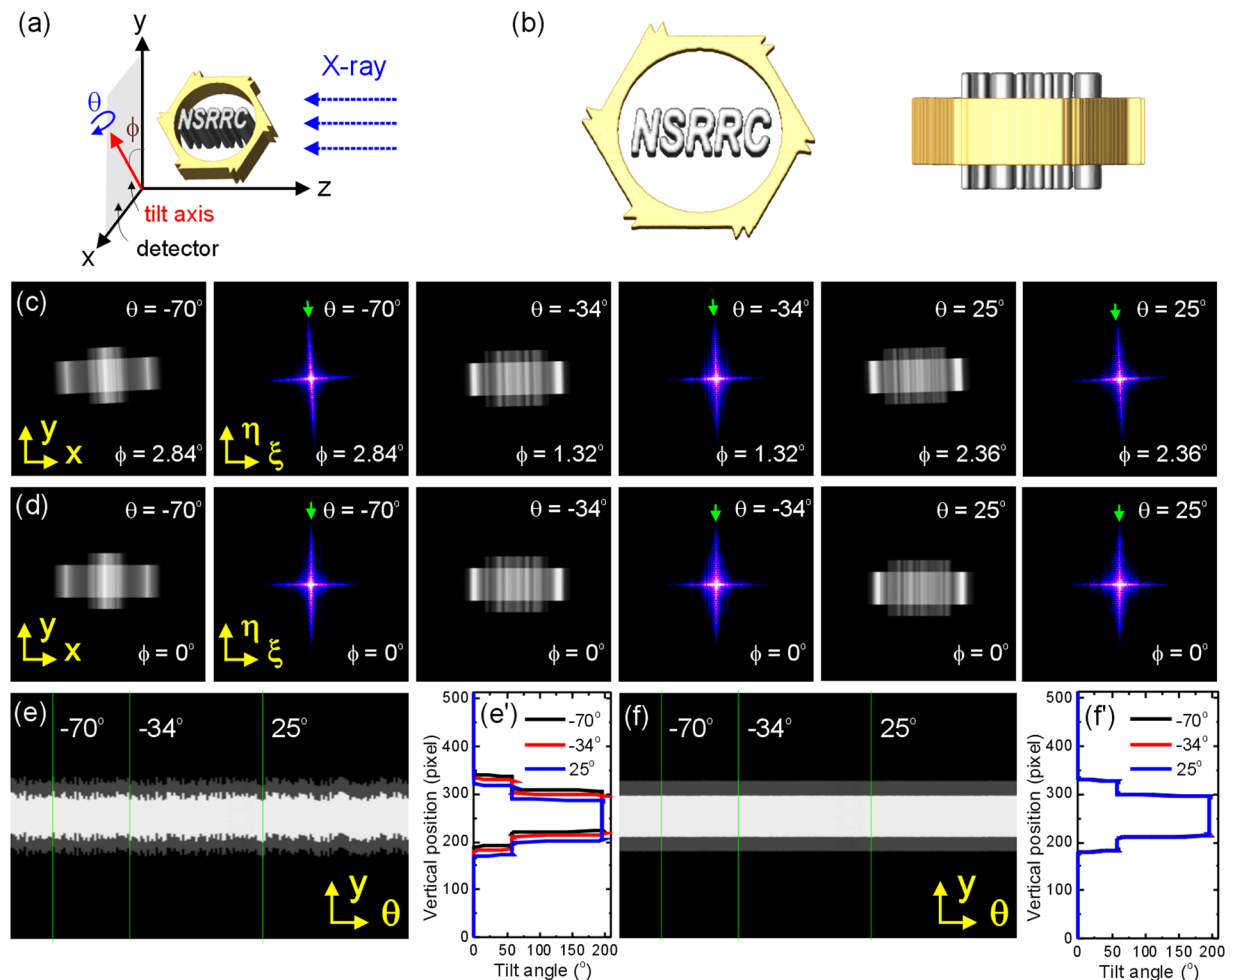 (a)
y
X-ray
θ
ϕ
NSRRC
z
tilt axis
detector
x
(b)
NSRRC
(c)
θ = -70°
θ = -70°
θ = -34°
θ = -34°
θ = 25°
θ = 25°
y
x
ϕ = 2.84°
η
ξ
ϕ = 2.84°
ϕ = 1.32°
ϕ = 1.32°
ϕ = 2.36°
ϕ = 2.36°
(d)
θ = -70°
θ = -70°
θ = -34°
θ = -34°
θ = 25°
θ = 25°
y
x
ϕ = 0°
η
ξ
ϕ = 0°
ϕ = 0°
ϕ = 0°
ϕ = 0°
ϕ = 0°
(e)
-70°
-34°
25°
y
θ
(e')
-70°
-34°
25°
Vertical position (pixel)
500
400
300
200
100
0
0 50 100 150 200
Tilt angle (°)
(f)
-70°
-34°
25°
y
θ
(f')
-70°
-34°
25°
Vertical position (pixel)
500
400
300
200
100
0
0 50 100 150 200
Tilt angle (°)